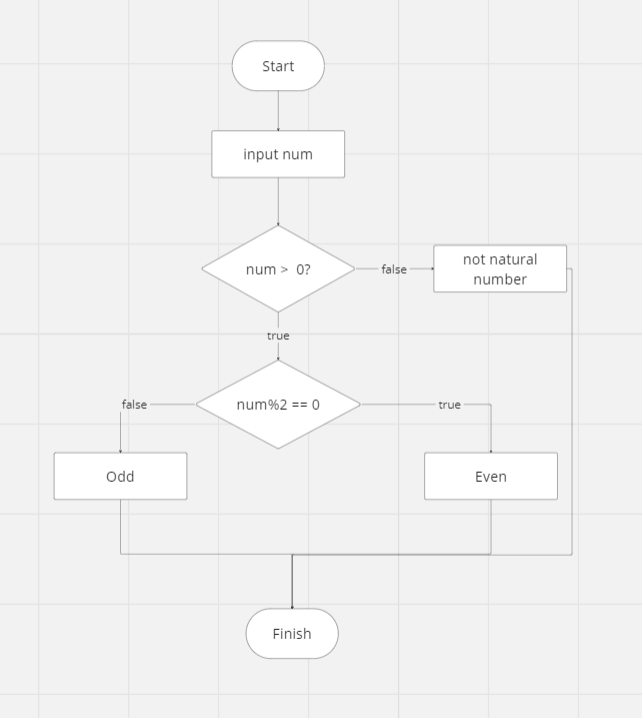 Start
input num
num >  0?
false
not natural
number
true
num%2 == 0
false
true
Odd
Even
Finish